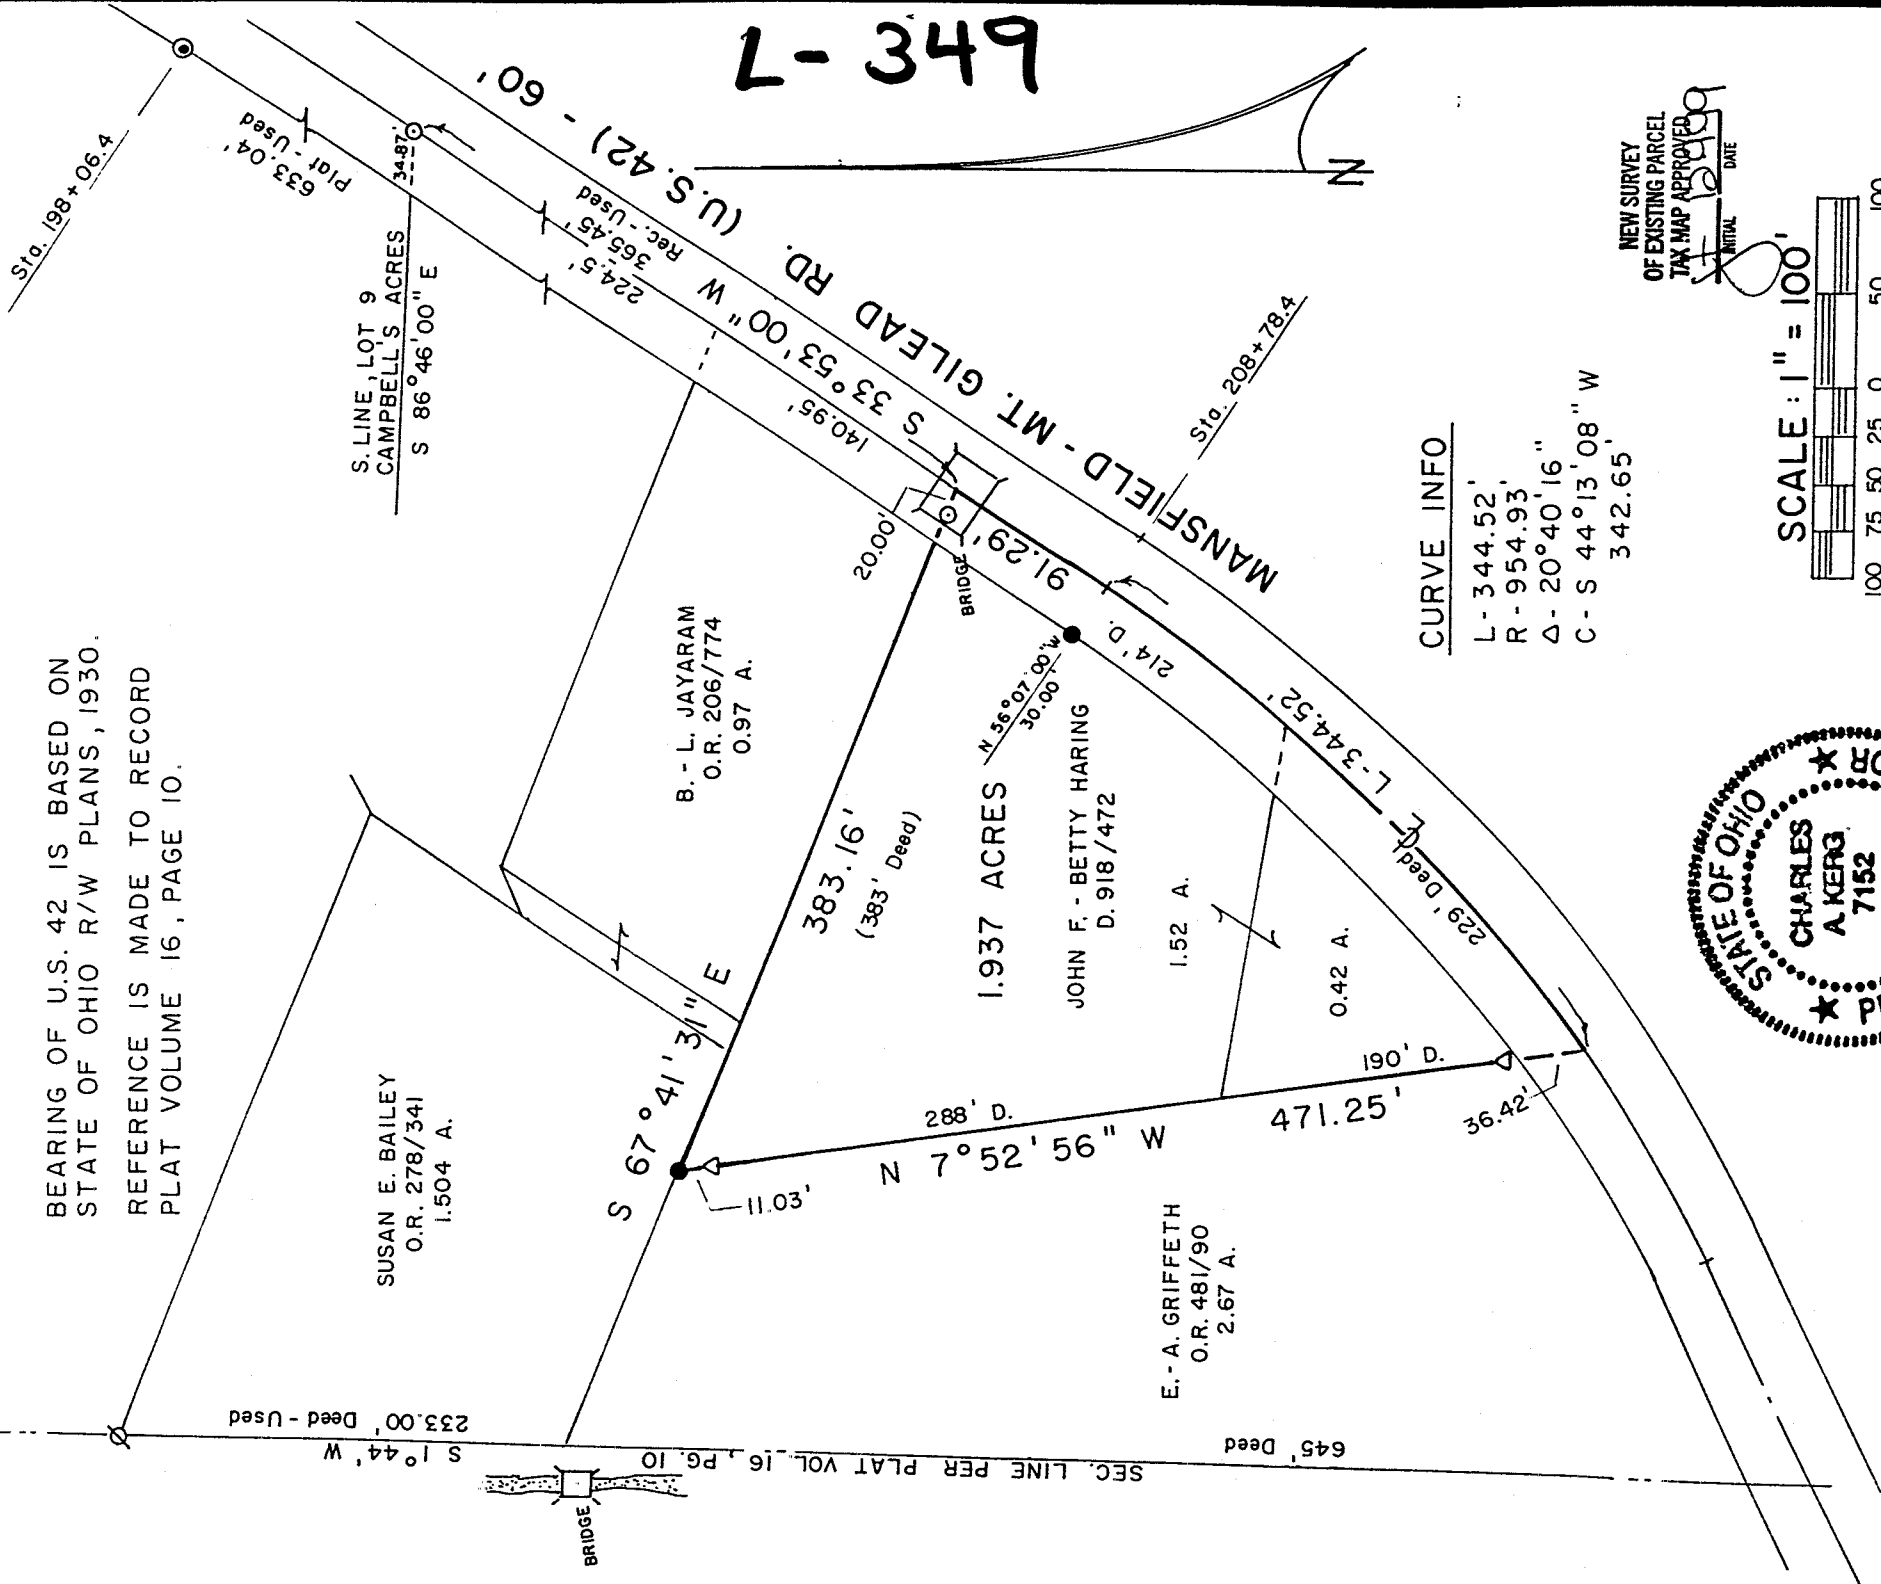 L- 349
BEARING OF U.S. 42 IS BASED ON
STATE OF OHIO R/W PLANS, 1930.
REFERENCE IS MADE TO RECORD
PLAT VOLUME 16, PAGE 10.
Sta. 198+06.4
633.04'
Plat - Used
34.87'
S. LINE, LOT 9
CAMPBELL'S ACRES
S 86°46'00" E
MANSFIELD - MT. GILEAD RD. (U.S. 42) - 60'
365.45'
Rec. - Used
224.5'
S 33°53'00" W
140.95'
Sta. 208+78.4
20.00'
BRIDGE
91.29'
N 56°07'00" W
30.00'
214' D.
L-344.52'
229' Deed
B. - L. JAYARAM
O.R. 206/774
0.97 A.
S 67°41'31" E
383.16'
(383' Deed)
1.937 ACRES
JOHN F. - BETTY HARING
D. 918/472
1.52 A.
0.42 A.
190' D.
36.42'
288' D.
N 7°52'56" W
471.25'
11.03'
SUSAN E. BAILEY
O.R. 278/341
1.504 A.
E. - A. GRIFFETH
O.R. 481/90
2.67 A.
233.00' Deed - Used
S 1°44' W
SEC. LINE PER PLAT VOL. 16, PG. 10
645' Deed
BRIDGE
N
CURVE INFO
L - 344.52'
R - 954.93'
Δ - 20°40'16"
C - S 44°13'08" W
342.65'
NEW SURVEY
OF EXISTING PARCEL
TAX MAP APPROVED
INITIAL DATE
SCALE : 1" = 100'
100 75 50 25 0 50 100
STATE OF OHIO
CHARLES
A. KERG
7152